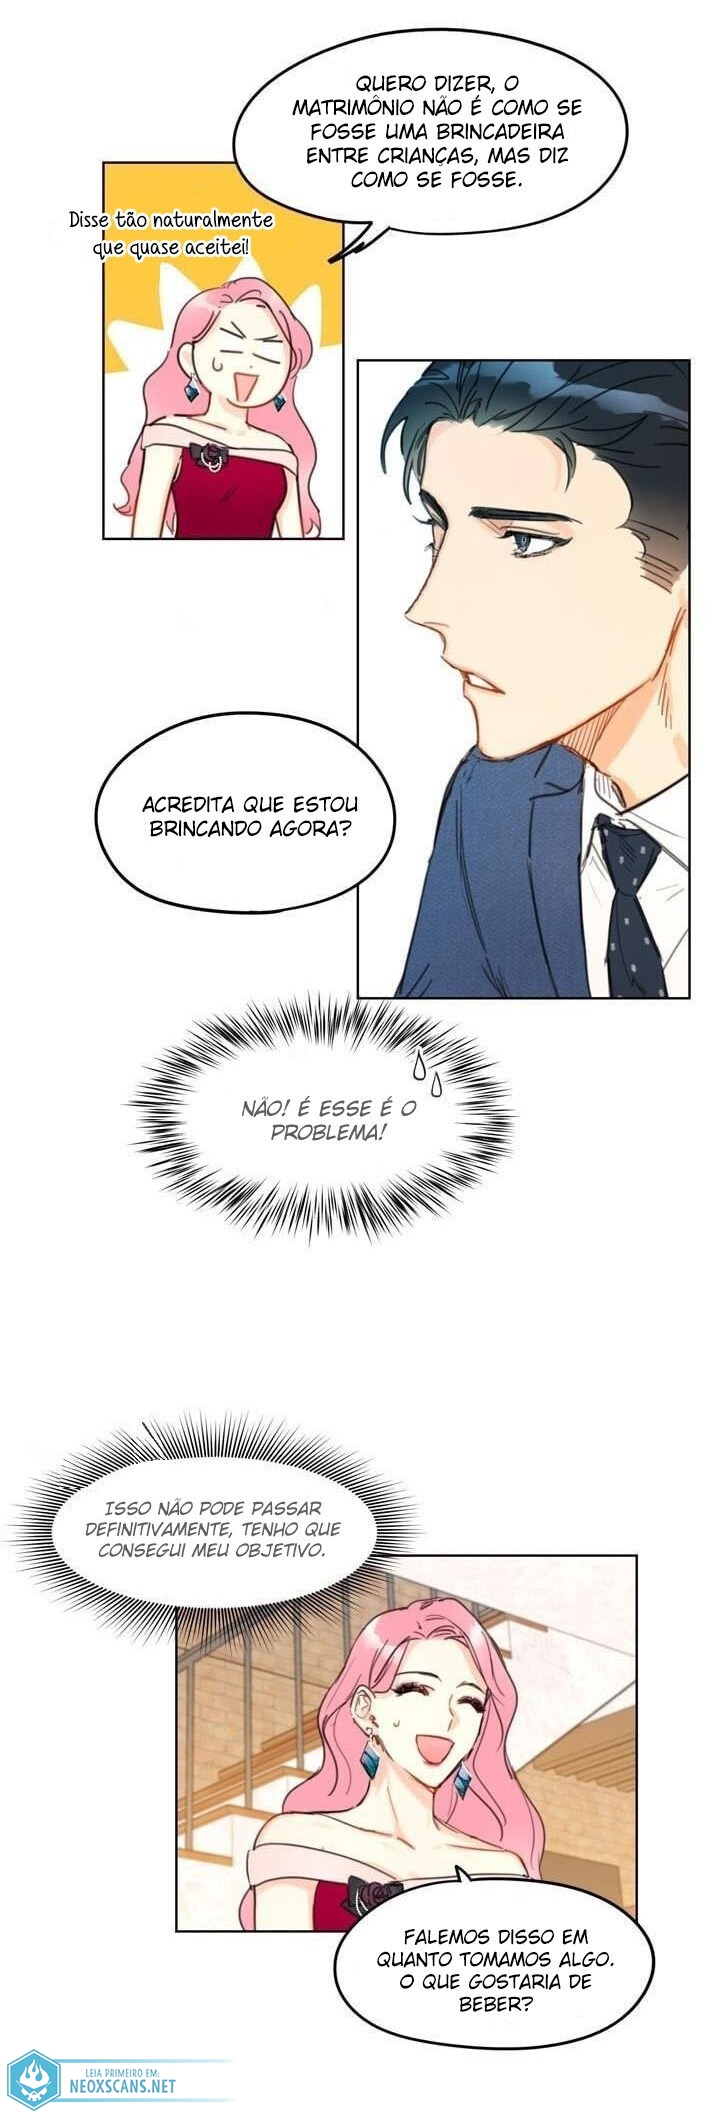 QUERO DIZER, O
MATRIMÔNIO NÃO É COMO SE
FOSSE UMA BRINCADEIRA
ENTRE CRIANÇAS, MAS DIZ
COMO SE FOSSE.
Disse tão naturalmente
que quase aceitei!
ACREDITA QUE ESTOU
BRINCANDO AGORA?
NÃO! É ESSE É O
PROBLEMA!
ISSO NÃO PODE PASSAR
DEFINITIVAMENTE, TENHO QUE
CONSEGUI MEU OBJETIVO.
FALEMOS DISSO EM
QUANTO TOMAMOS ALGO.
O QUE GOSTARIA DE
BEBER?
LEIA PRIMEIRO EM:
NEOXSCANS.NET